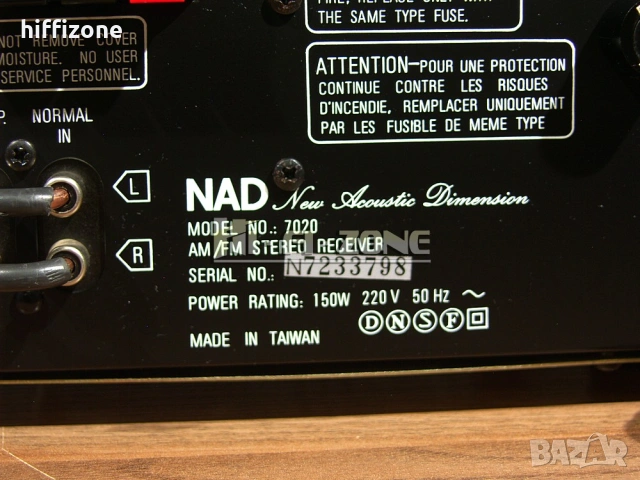 hiffizone
FIRE, REPLACE ONLY WITH
THE SAME TYPE FUSE.
NOT REMOVE COVER
MOISTURE. NO USER
SERVICE PERSONNEL.
ATTENTION—POUR UNE PROTECTION
CONTINUE CONTRE LES RISQUES
D'INCENDIE, REMPLACER UNIQUEMENT
PAR LES FUSIBLE DE MEME TYPE
P. NORMAL
IN
L
R
NAD New Acoustic Dimension
MODEL NO.: 7020
AM/FM STEREO RECEIVER
SERIAL NO.: N7233798
POWER RATING: 150W 220 V 50 Hz ~
D N S F
MADE IN TAIWAN
BAZAR